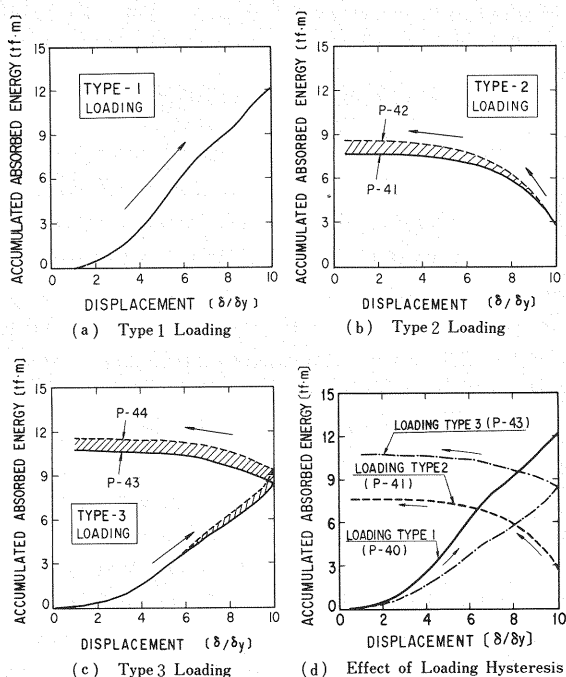 ACCUMULATED ABSORBED ENERGY (tf·m)
15
12
9
6
3
0
TYPE-1
LOADING
0 2 4 6 8 10
DISPLACEMENT (δ/δy)
(a) Type 1 Loading
ACCUMULATED ABSORBED ENERGY (tf·m)
15
12
9
6
3
0
TYPE-2
LOADING
P-42
P-41
0 2 4 6 8 10
DISPLACEMENT (δ/δy)
(b) Type 2 Loading
ACCUMULATED ABSORBED ENERGY (tf·m)
15
12
9
6
3
0
P-44
P-43
TYPE-3
LOADING
0 2 4 6 8 10
DISPLACEMENT (δ/δy)
(c) Type 3 Loading
ACCUMULATED ABSORBED ENERGY (tf·m)
15
12
9
6
3
0
LOADING TYPE 3 (P-43)
LOADING TYPE2
(P-41)
LOADING TYPE 1
(P-40)
0 2 4 6 8 10
DISPLACEMENT [δ/δy)
(d) Effect of Loading Hysteresis